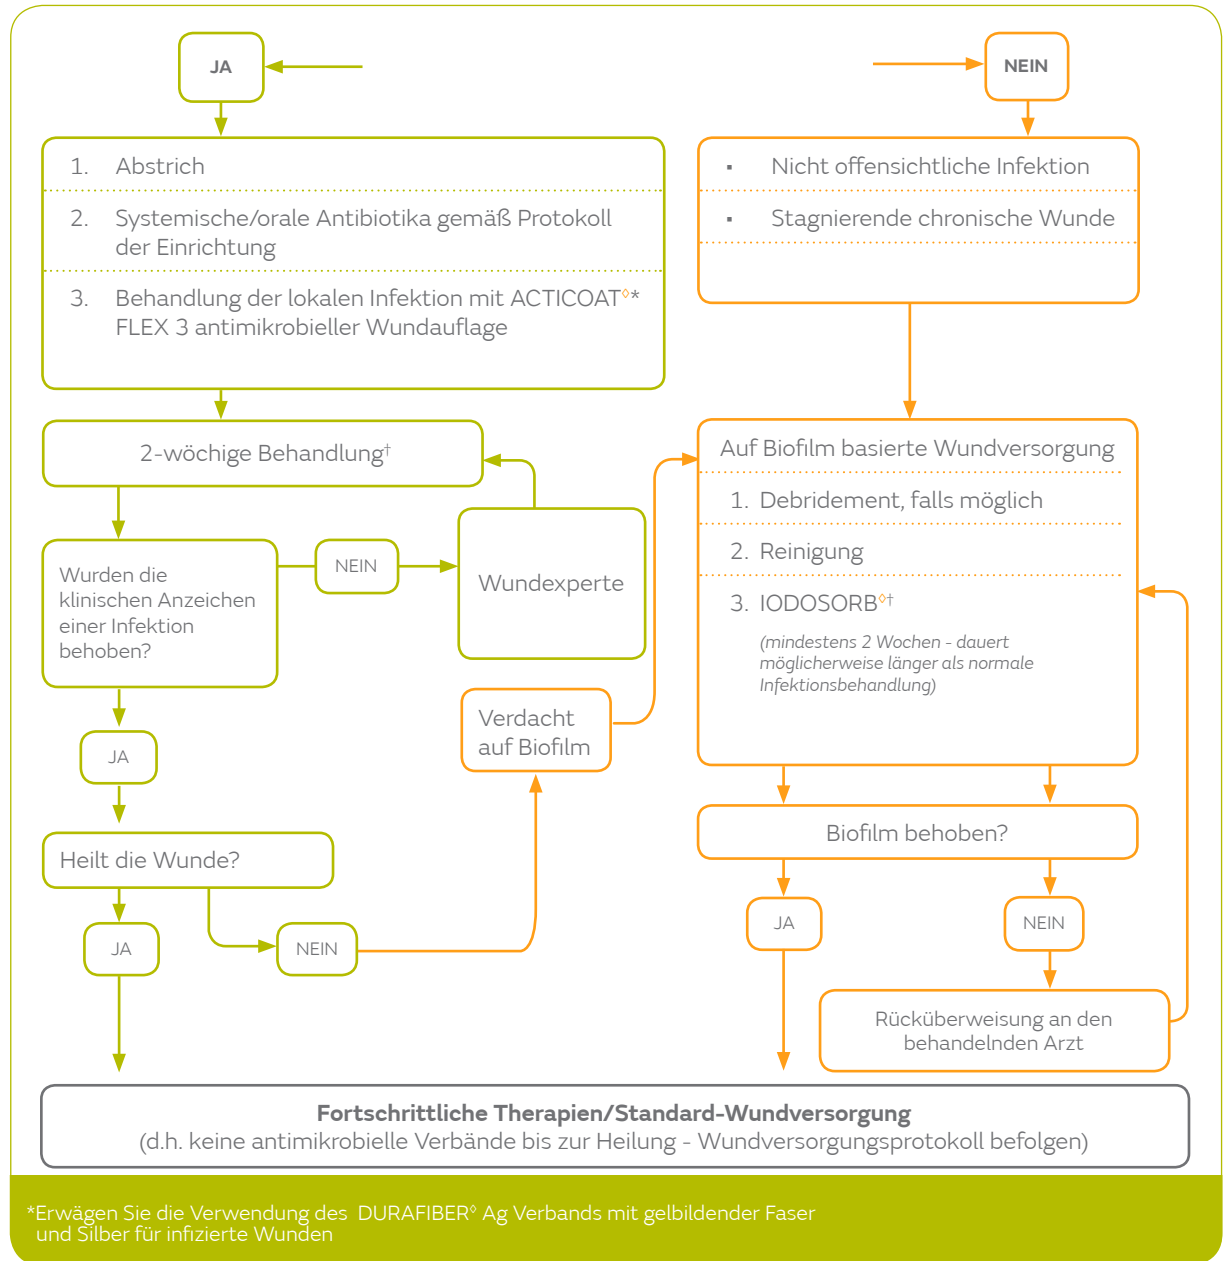 JA
1. Abstrich
2. Systemische/orale Antibiotika gemäß Protokoll
der Einrichtung
3. Behandlung der lokalen Infektion mit ACTICOAT◊*
FLEX 3 antimikrobieller Wundauflage
2-wöchige Behandlung†
Wurden die
klinischen Anzeichen
einer Infektion
behoben?
NEIN
Wundexperte
JA
Heilt die Wunde?
JA
NEIN
Verdacht
auf Biofilm
NEIN
▪ Nicht offensichtliche Infektion
▪ Stagnierende chronische Wunde
Auf Biofilm basierte Wundversorgung
1. Debridement, falls möglich
2. Reinigung
3. IODOSORB◊†
(mindestens 2 Wochen - dauert
möglicherweise länger als normale
Infektionsbehandlung)
Biofilm behoben?
JA
NEIN
Rücküberweisung an den
behandelnden Arzt
Fortschrittliche Therapien/Standard-Wundversorgung
(d.h. keine antimikrobielle Verbände bis zur Heilung - Wundversorgungsprotokoll befolgen)
*Erwägen Sie die Verwendung des DURAFIBER◊ Ag Verbands mit gelbildender Faser
und Silber für infizierte Wunden